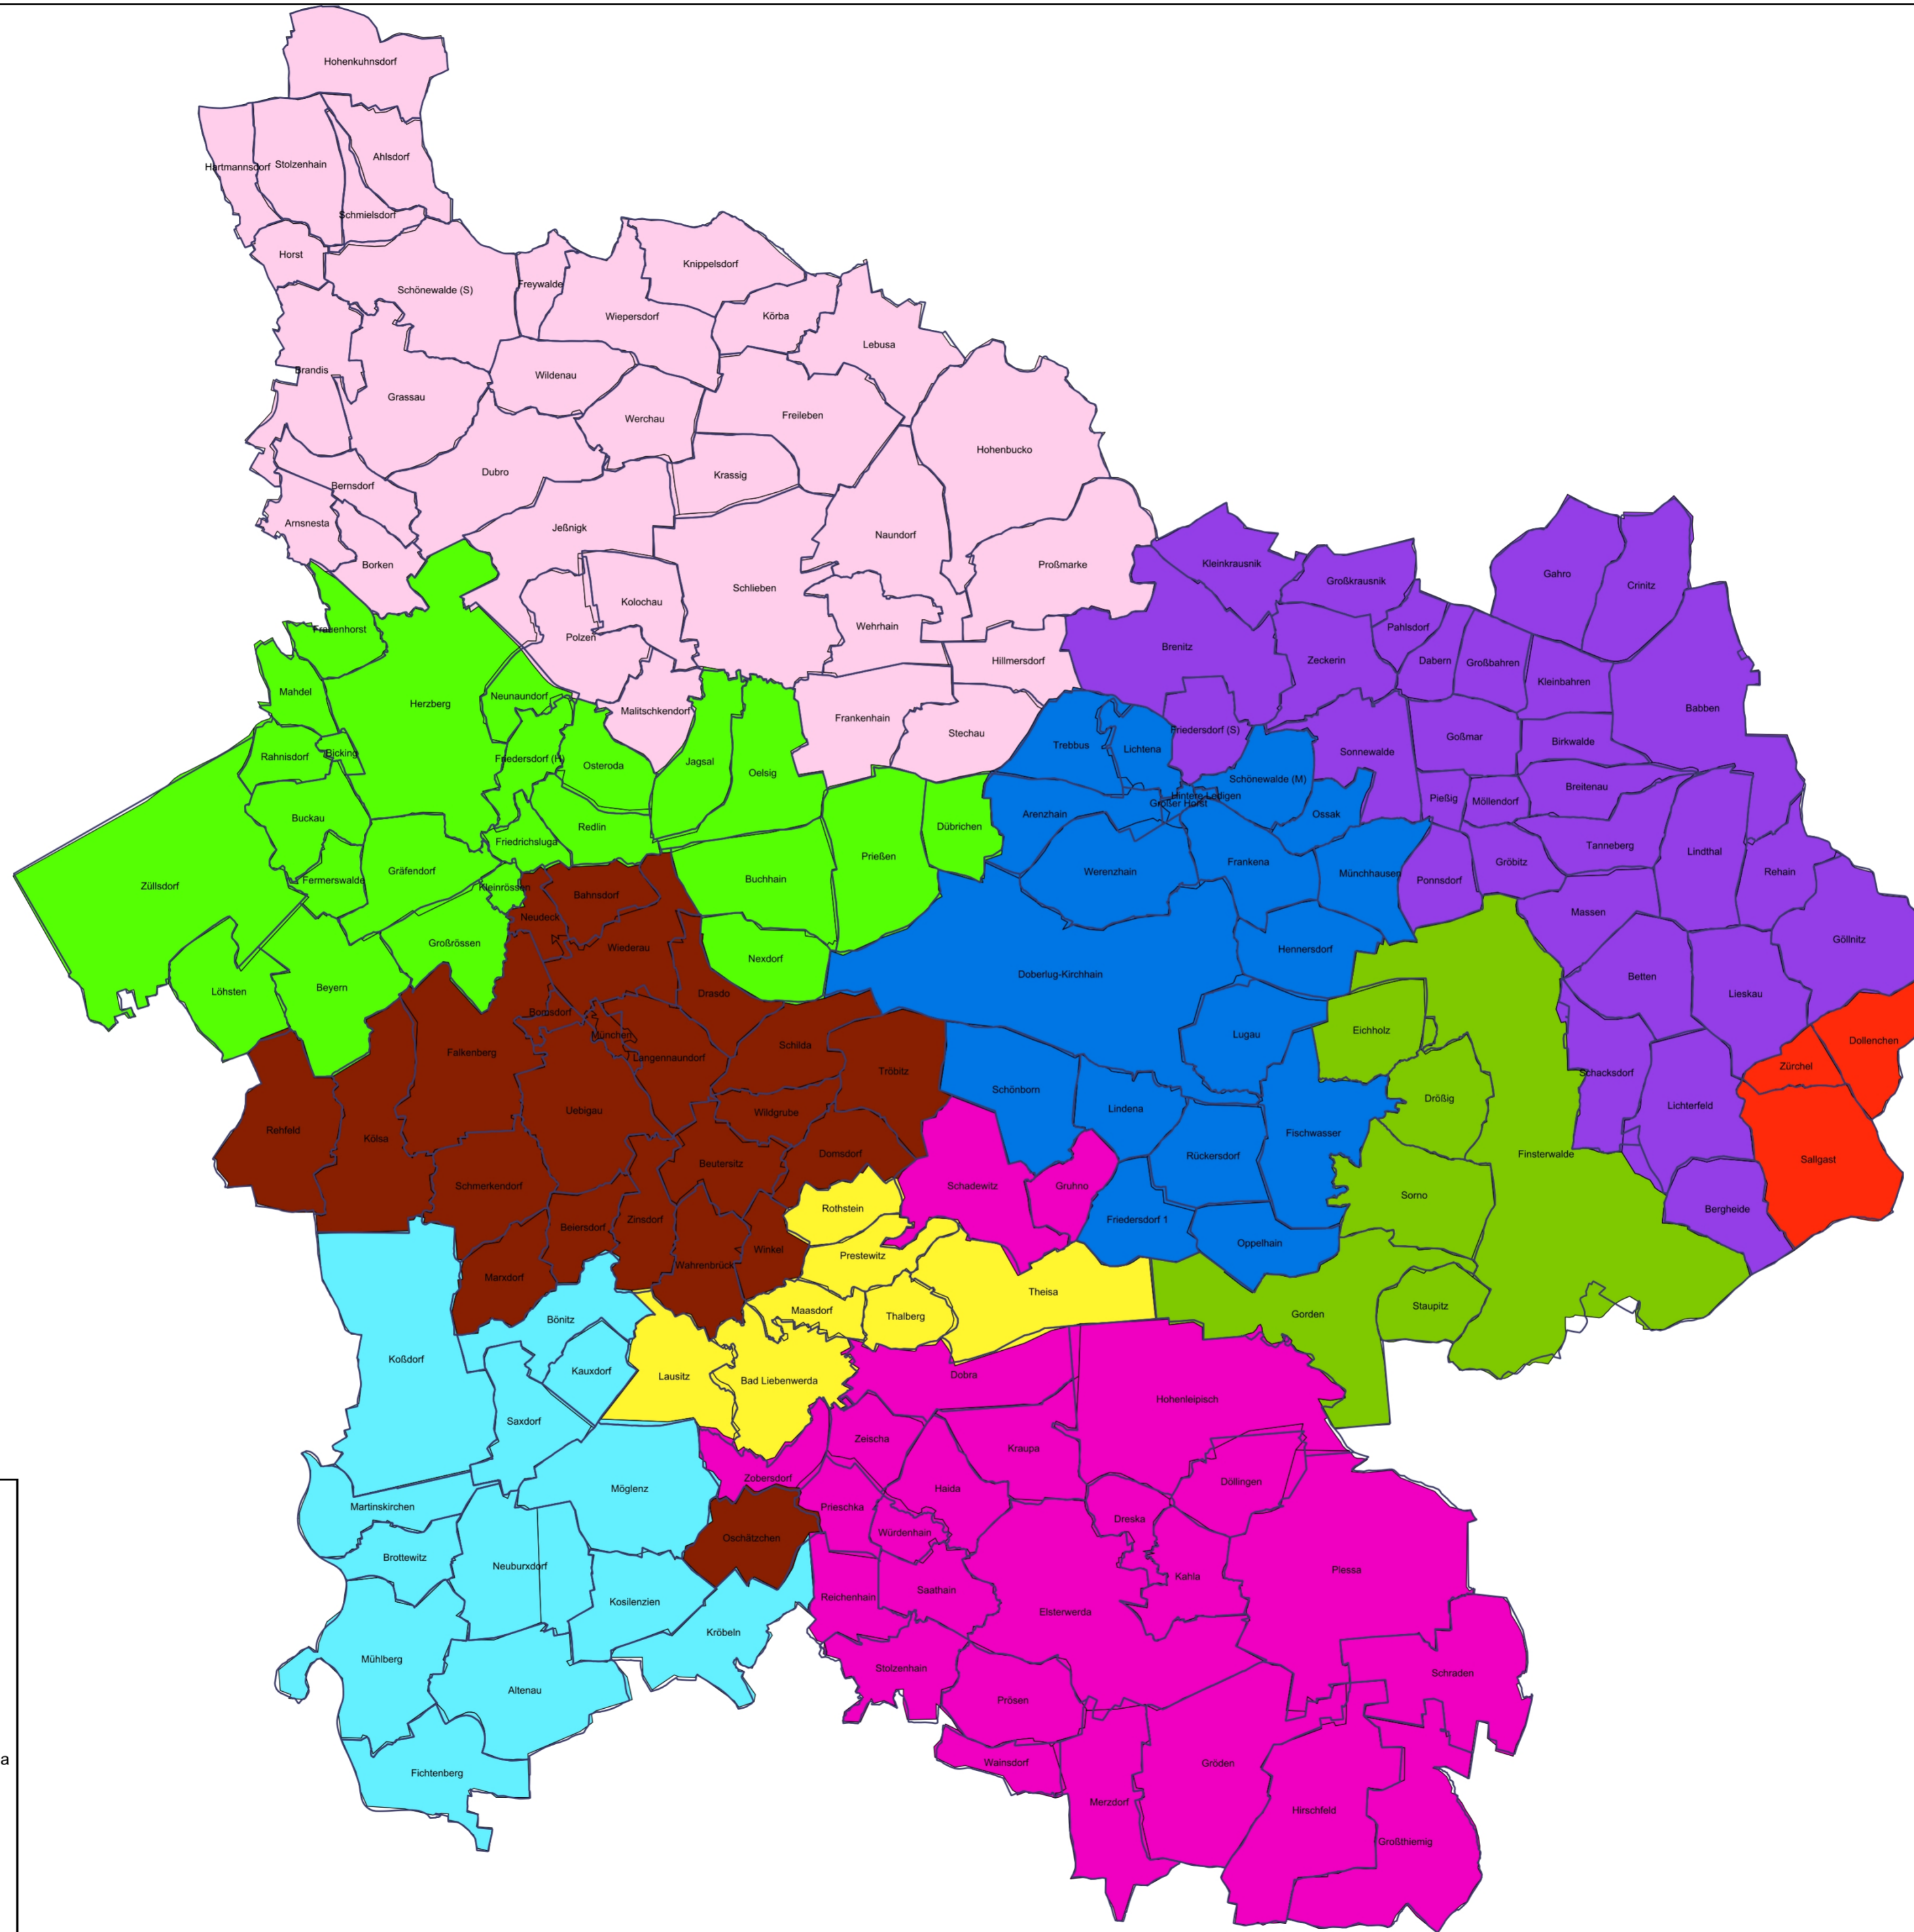 Hohenkuhnsdorf
Hartmannsdorf
Stolzenhain
Ahlsdorf
Schmielsdorf
Horst
Schönewalde (S)
Freywalde
Knippelsdorf
Wiepersdorf
Körba
Lebusa
Brandis
Grassau
Wildenau
Werchau
Freileben
Hohenbucko
Dubro
Krassig
Bernsdorf
Arnsnesta
Jeßnigk
Naundorf
Borken
Proßmarke
Kleinkrausnik
Großkrausnik
Gahro
Crinitz
Schlieben
Kolochau
Polzen
Wehrhain
Frauenhorst
Hillmersdorf
Brenitz
Zeckerin
Pahlsdorf
Dabern
Großbahren
Kleinbahren
Babben
Mahdel
Herzberg
Neunaundorf
Malitschkendorf
Frankenhain
Stechau
Friedersdorf (S)
Trebbus
Lichtena
Sonnewalde
Goßmar
Birkwalde
Rahnisdorf
Bicking
Friedersdorf (H)
Osteroda
Jagsal
Oelsig
Schönewalde (M)
Hintere Ledigen
Großer Horst
Pießig
Möllendorf
Breitenau
Buckau
Redlin
Friedrichsluga
Dübrichen
Arenzhain
Ossak
Tanneberg
Lindthal
Prießen
Züllsdorf
Fermerswalde
Gräfendorf
Kleinrössen
Buchhain
Werenzhain
Frankena
Münchhausen
Ponnsdorf
Gröbitz
Rehain
Bahnsdorf
Neudeck
Massen
Großrössen
Wiederau
Nexdorf
Hennersdorf
Göllnitz
Löhsten
Beyern
Drasdo
Doberlug-Kirchhain
Betten
Lieskau
Bomsdorf
München
Langennaundorf
Schilda
Lugau
Eichholz
Dollenchen
Falkenberg
Tröbitz
Zürchel
Schönborn
Schacksdorf
Drößig
Lichterfeld
Rehfeld
Kölsa
Uebigau
Wildgrube
Lindena
Fischwasser
Finsterwalde
Sallgast
Schmerkendorf
Beutersitz
Domsdorf
Rückersdorf
Schadewitz
Gruhno
Sorno
Bergheide
Beiersdorf
Zinsdorf
Rothstein
Friedersdorf 1
Winkel
Prestewitz
Oppelhain
Marxdorf
Wahrenbrück
Theisa
Gorden
Staupitz
Bönitz
Maasdorf
Thalberg
Koßdorf
Kauxdorf
Lausitz
Bad Liebenwerda
Dobra
Hohenleipisch
Saxdorf
Zeischa
Kraupa
Möglenz
Zobersdorf
Haida
Döllingen
Martinskirchen
Prieschka
Würdenhain
Dreska
Brottewitz
Neuburxdorf
Oschätzchen
Plessa
Kahla
Kosilenzien
Reichenhain
Saathain
Elsterwerda
Kröbeln
Mühlberg
Stolzenhain
Schraden
Altenau
Prösen
Fichtenberg
Wainsdorf
Gröden
Merzdorf
Hirschfeld
Großthiemig
a